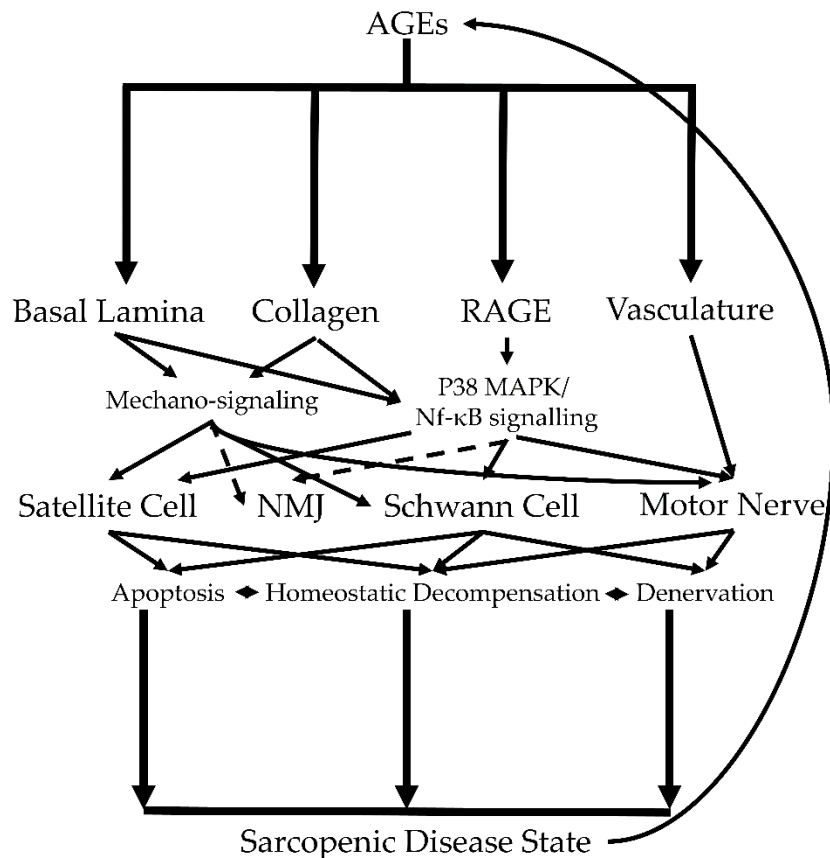 AGEs
Basal Lamina Collagen RAGE Vasculature
Mechano-signaling
P38 MAPK/
Nf-κB signalling
Satellite Cell NMJ Schwann Cell Motor Nerve
Apoptosis Homeostatic Decompensation Denervation
Sarcopenic Disease State